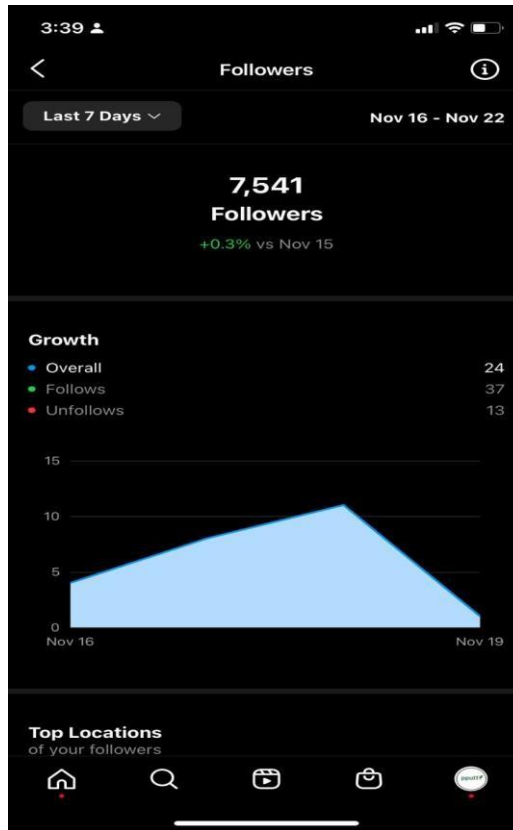 3:39
Followers
Last 7 Days
Nov 16 - Nov 22
7,541
Followers
+0.3% vs Nov 15
Growth
Overall 24
Follows 37
Unfollows 13
15
10
5
0
Nov 16 Nov 19
Top Locations
of your followers